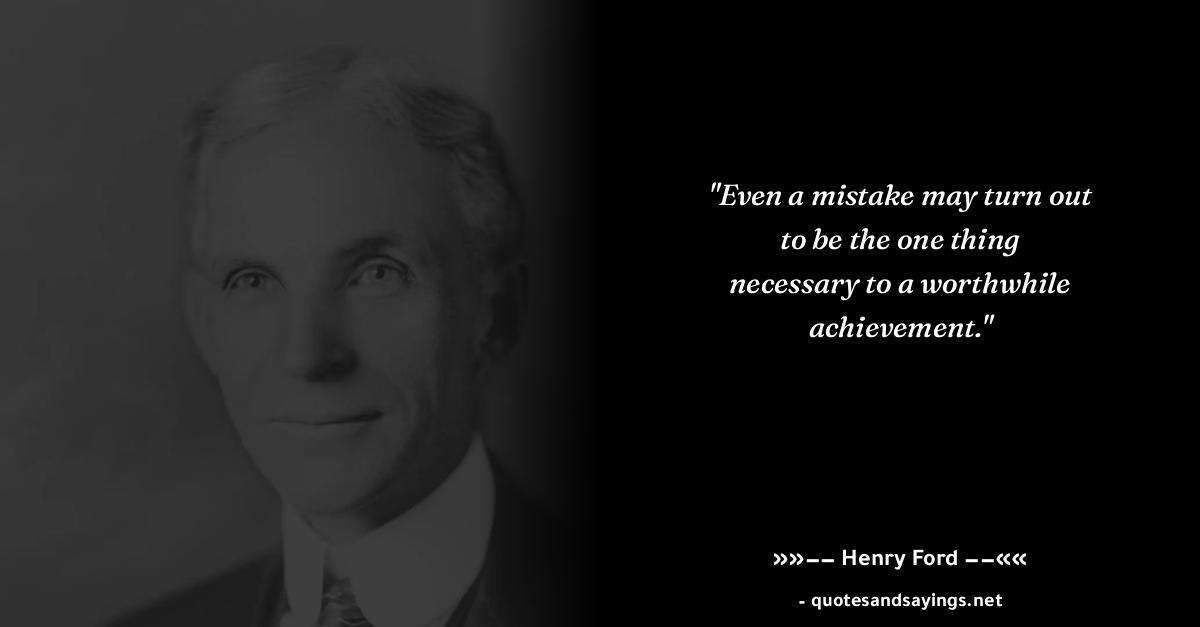 "Even a mistake may turn out
to be the one thing
necessary to a worthwhile
achievement."
»»−− Henry Ford −−««
- quotesandsayings.net